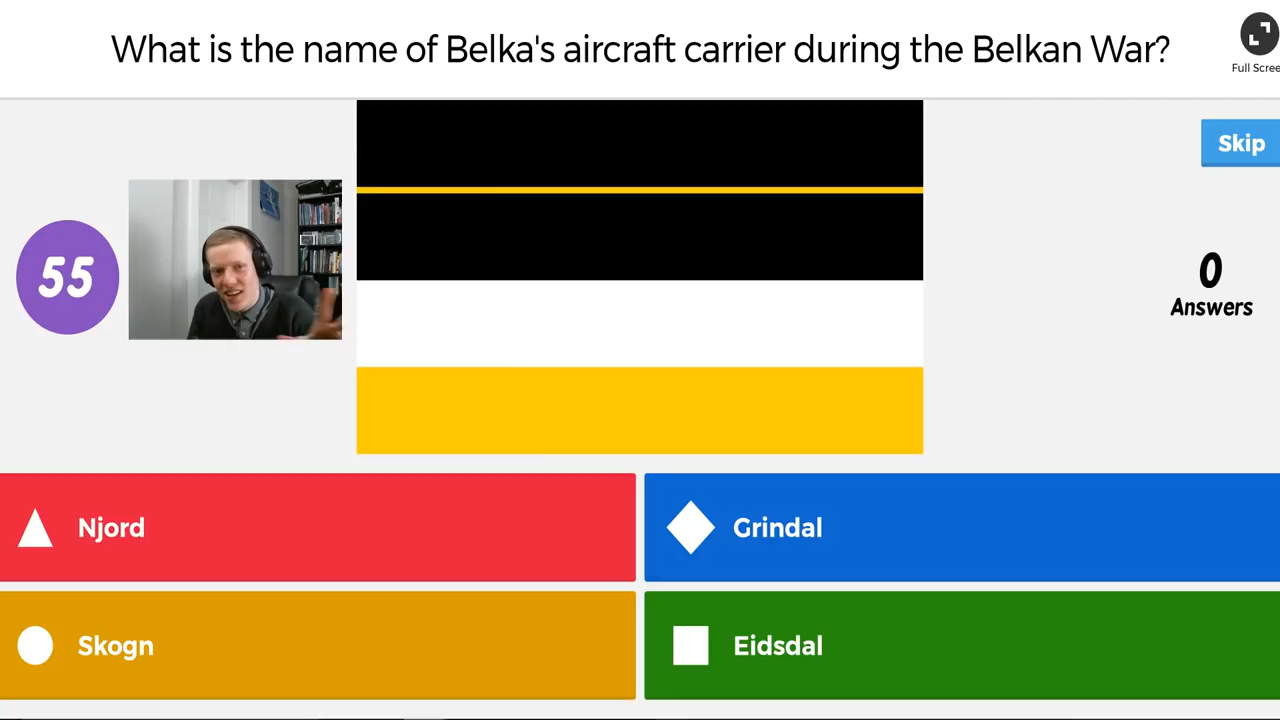 What is the name of Belka's aircraft carrier during the Belkan War?
Full Scree
Skip
55
0
Answers
Njord
Grindal
Skogn
Eidsdal